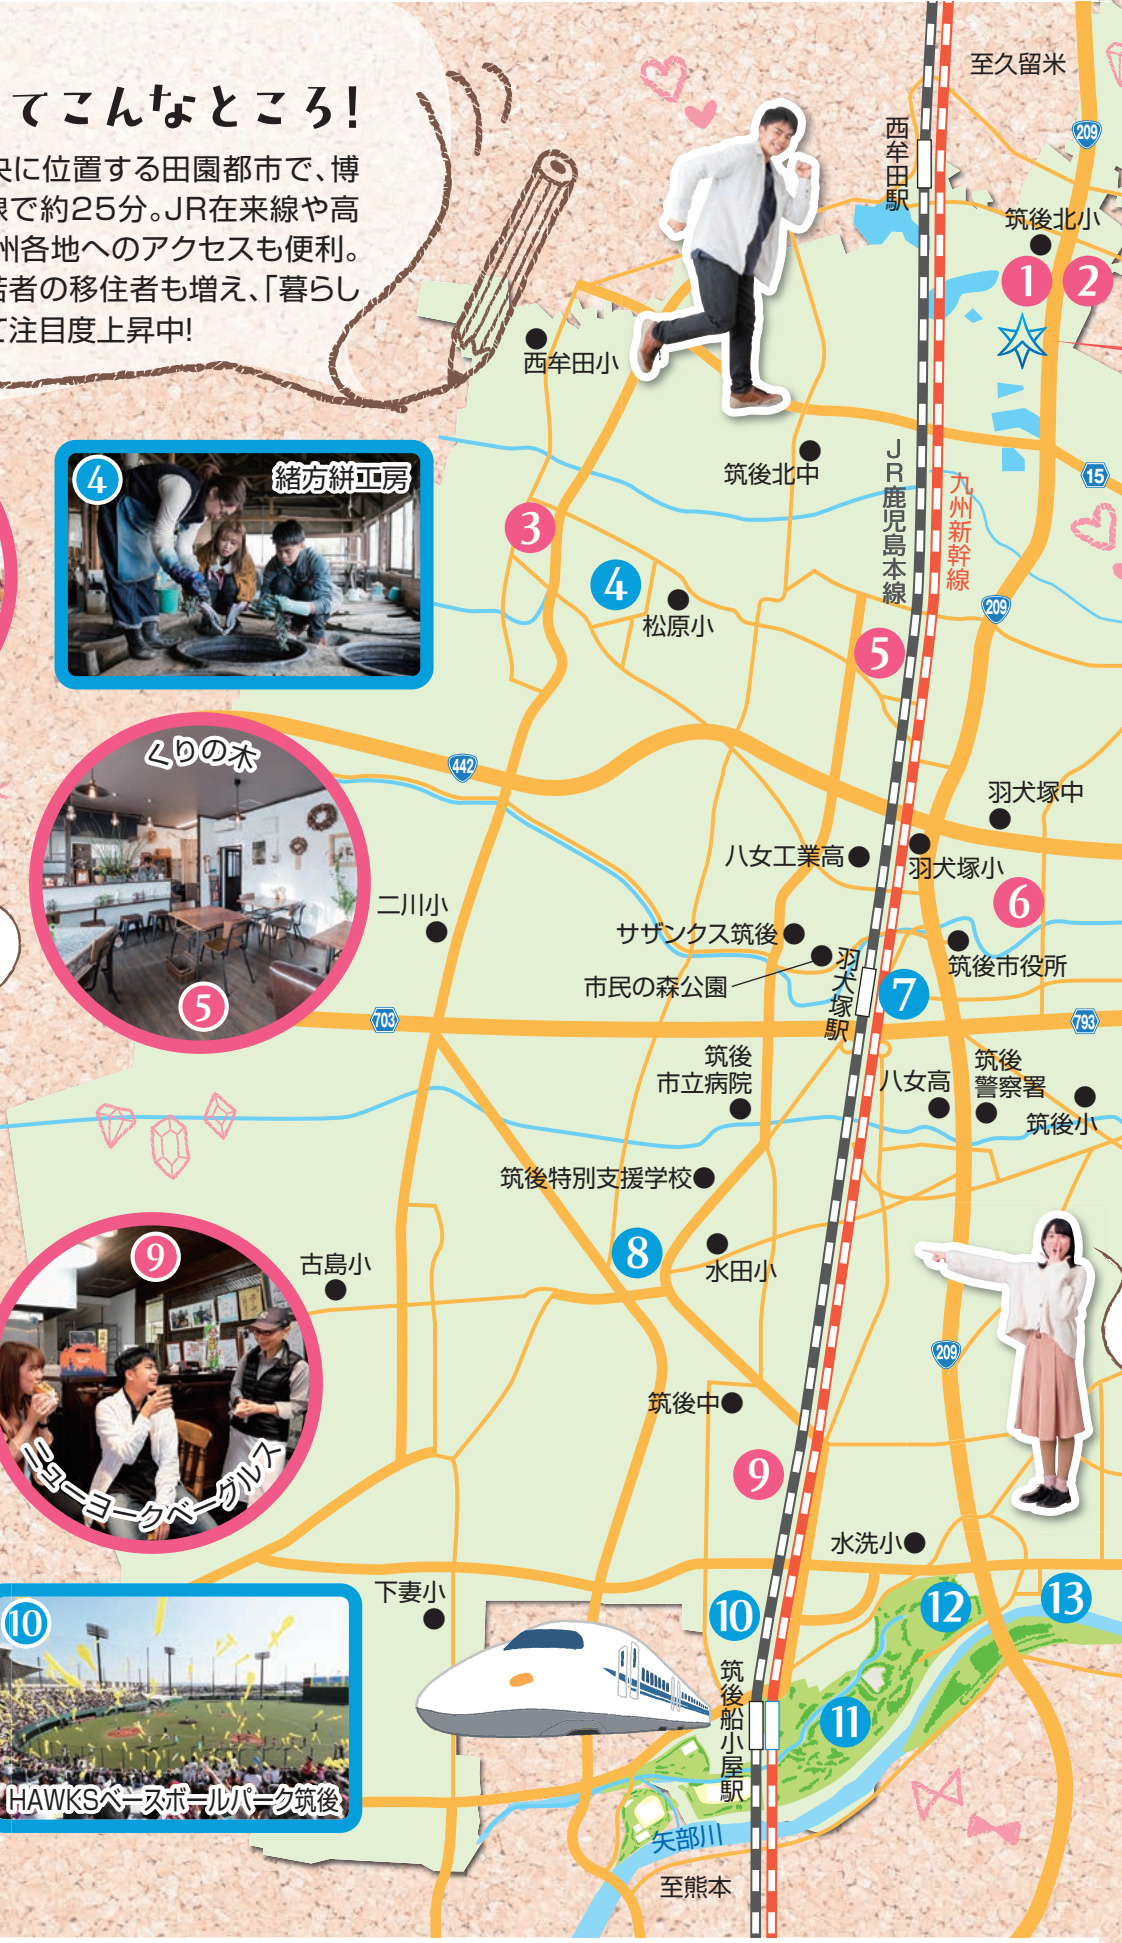 てこんなところ!
央に位置する田園都市で、博
線で約25分。JR在来線や高
州各地へのアクセスも便利。
若者の移住者も増え、「暮らし
て注目度上昇中!
至久留米
209
西牟田駅
筑後北小
1
2
西牟田小
筑後北中
JR鹿児島本線
九州新幹線
15
4
緒方絣工房
3
4
松原小
209
5
くりの木
5
442
羽犬塚中
八女工業高
羽犬塚小
6
二川小
サザンクス筑後
市民の森公園
羽犬塚駅
筑後市役所
7
703
793
筑後
市立病院
八女高
筑後
警察署
筑後小
筑後特別支援学校
8
水田小
古島小
209
9
ニューヨークベーグルス
筑後中
9
水洗小
下妻小
10
HAWKSベースボールパーク筑後
10
12
13
11
筑後船小屋駅
矢部川
至熊本